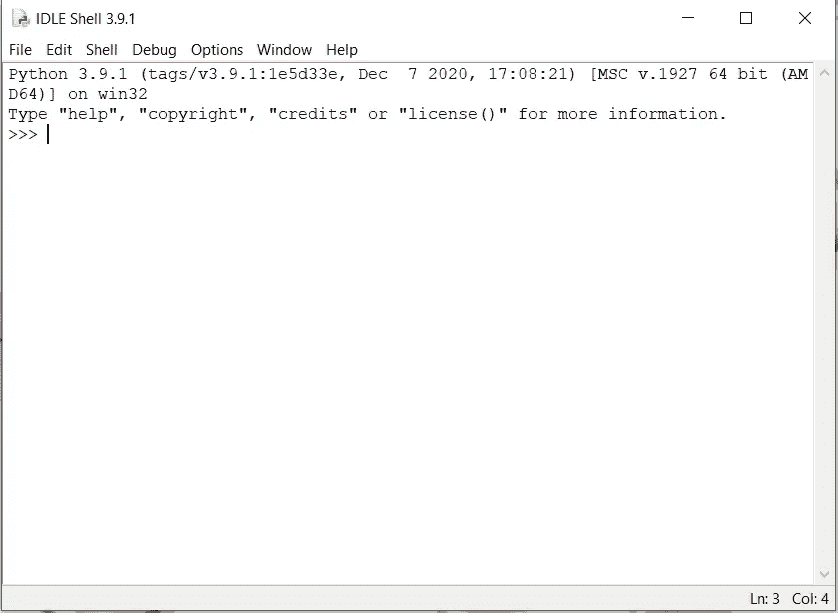 IDLE Shell 3.9.1
File Edit Shell Debug Options Window Help
Python 3.9.1 (tags/v3.9.1:1e5d33e, Dec  7 2020, 17:08:21) [MSC v.1927 64 bit (AM
D64)] on win32
Type "help", "copyright", "credits" or "license()" for more information.
>>>
Ln: 3 Col: 4